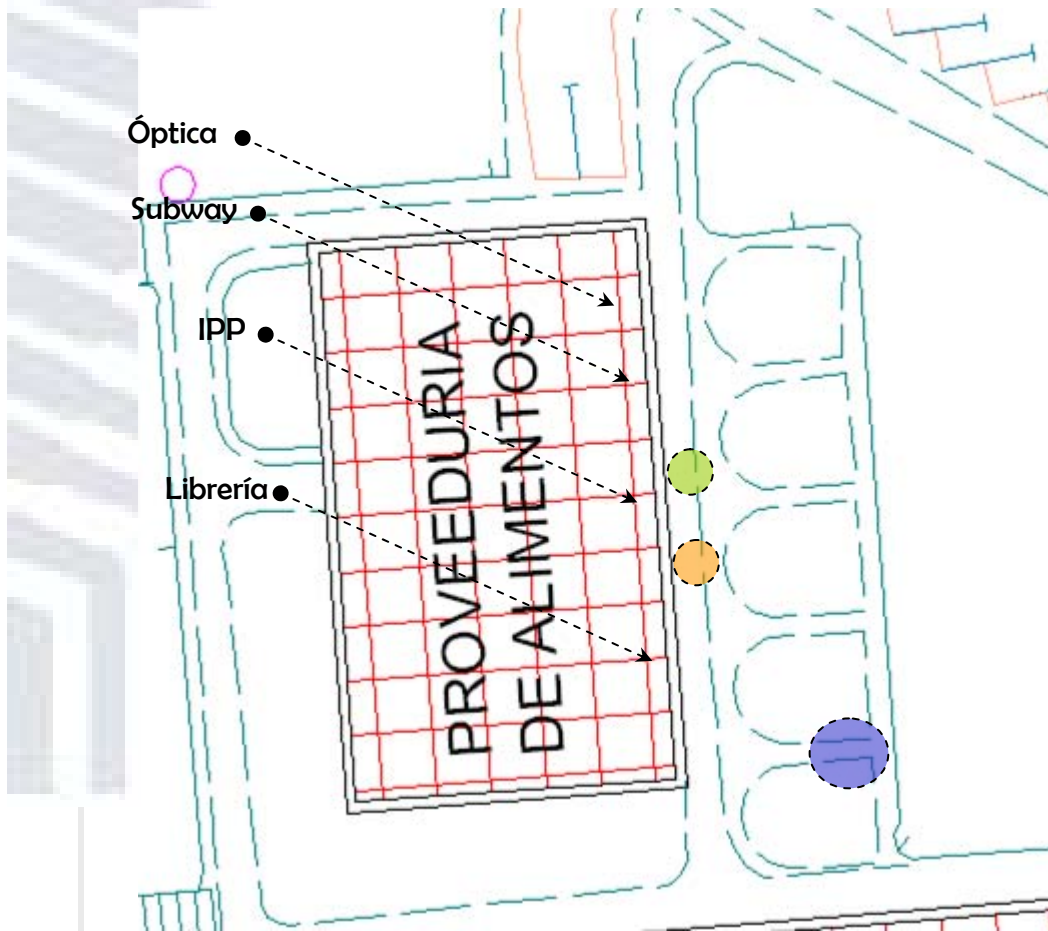 Óptica
Subway
IPP
Librería
PROVEEDURIA
DE ALIMENTOS